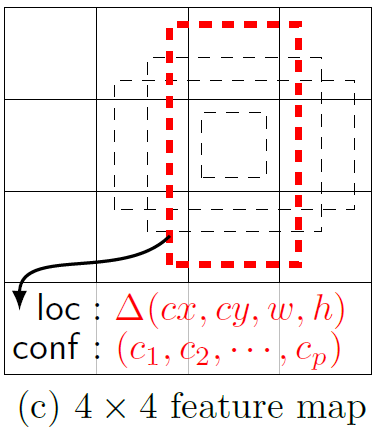 loc : Δ(cx, cy, w, h)
conf : (c₁, c₂, ⋯, cₚ)
(c) 4 × 4 feature map